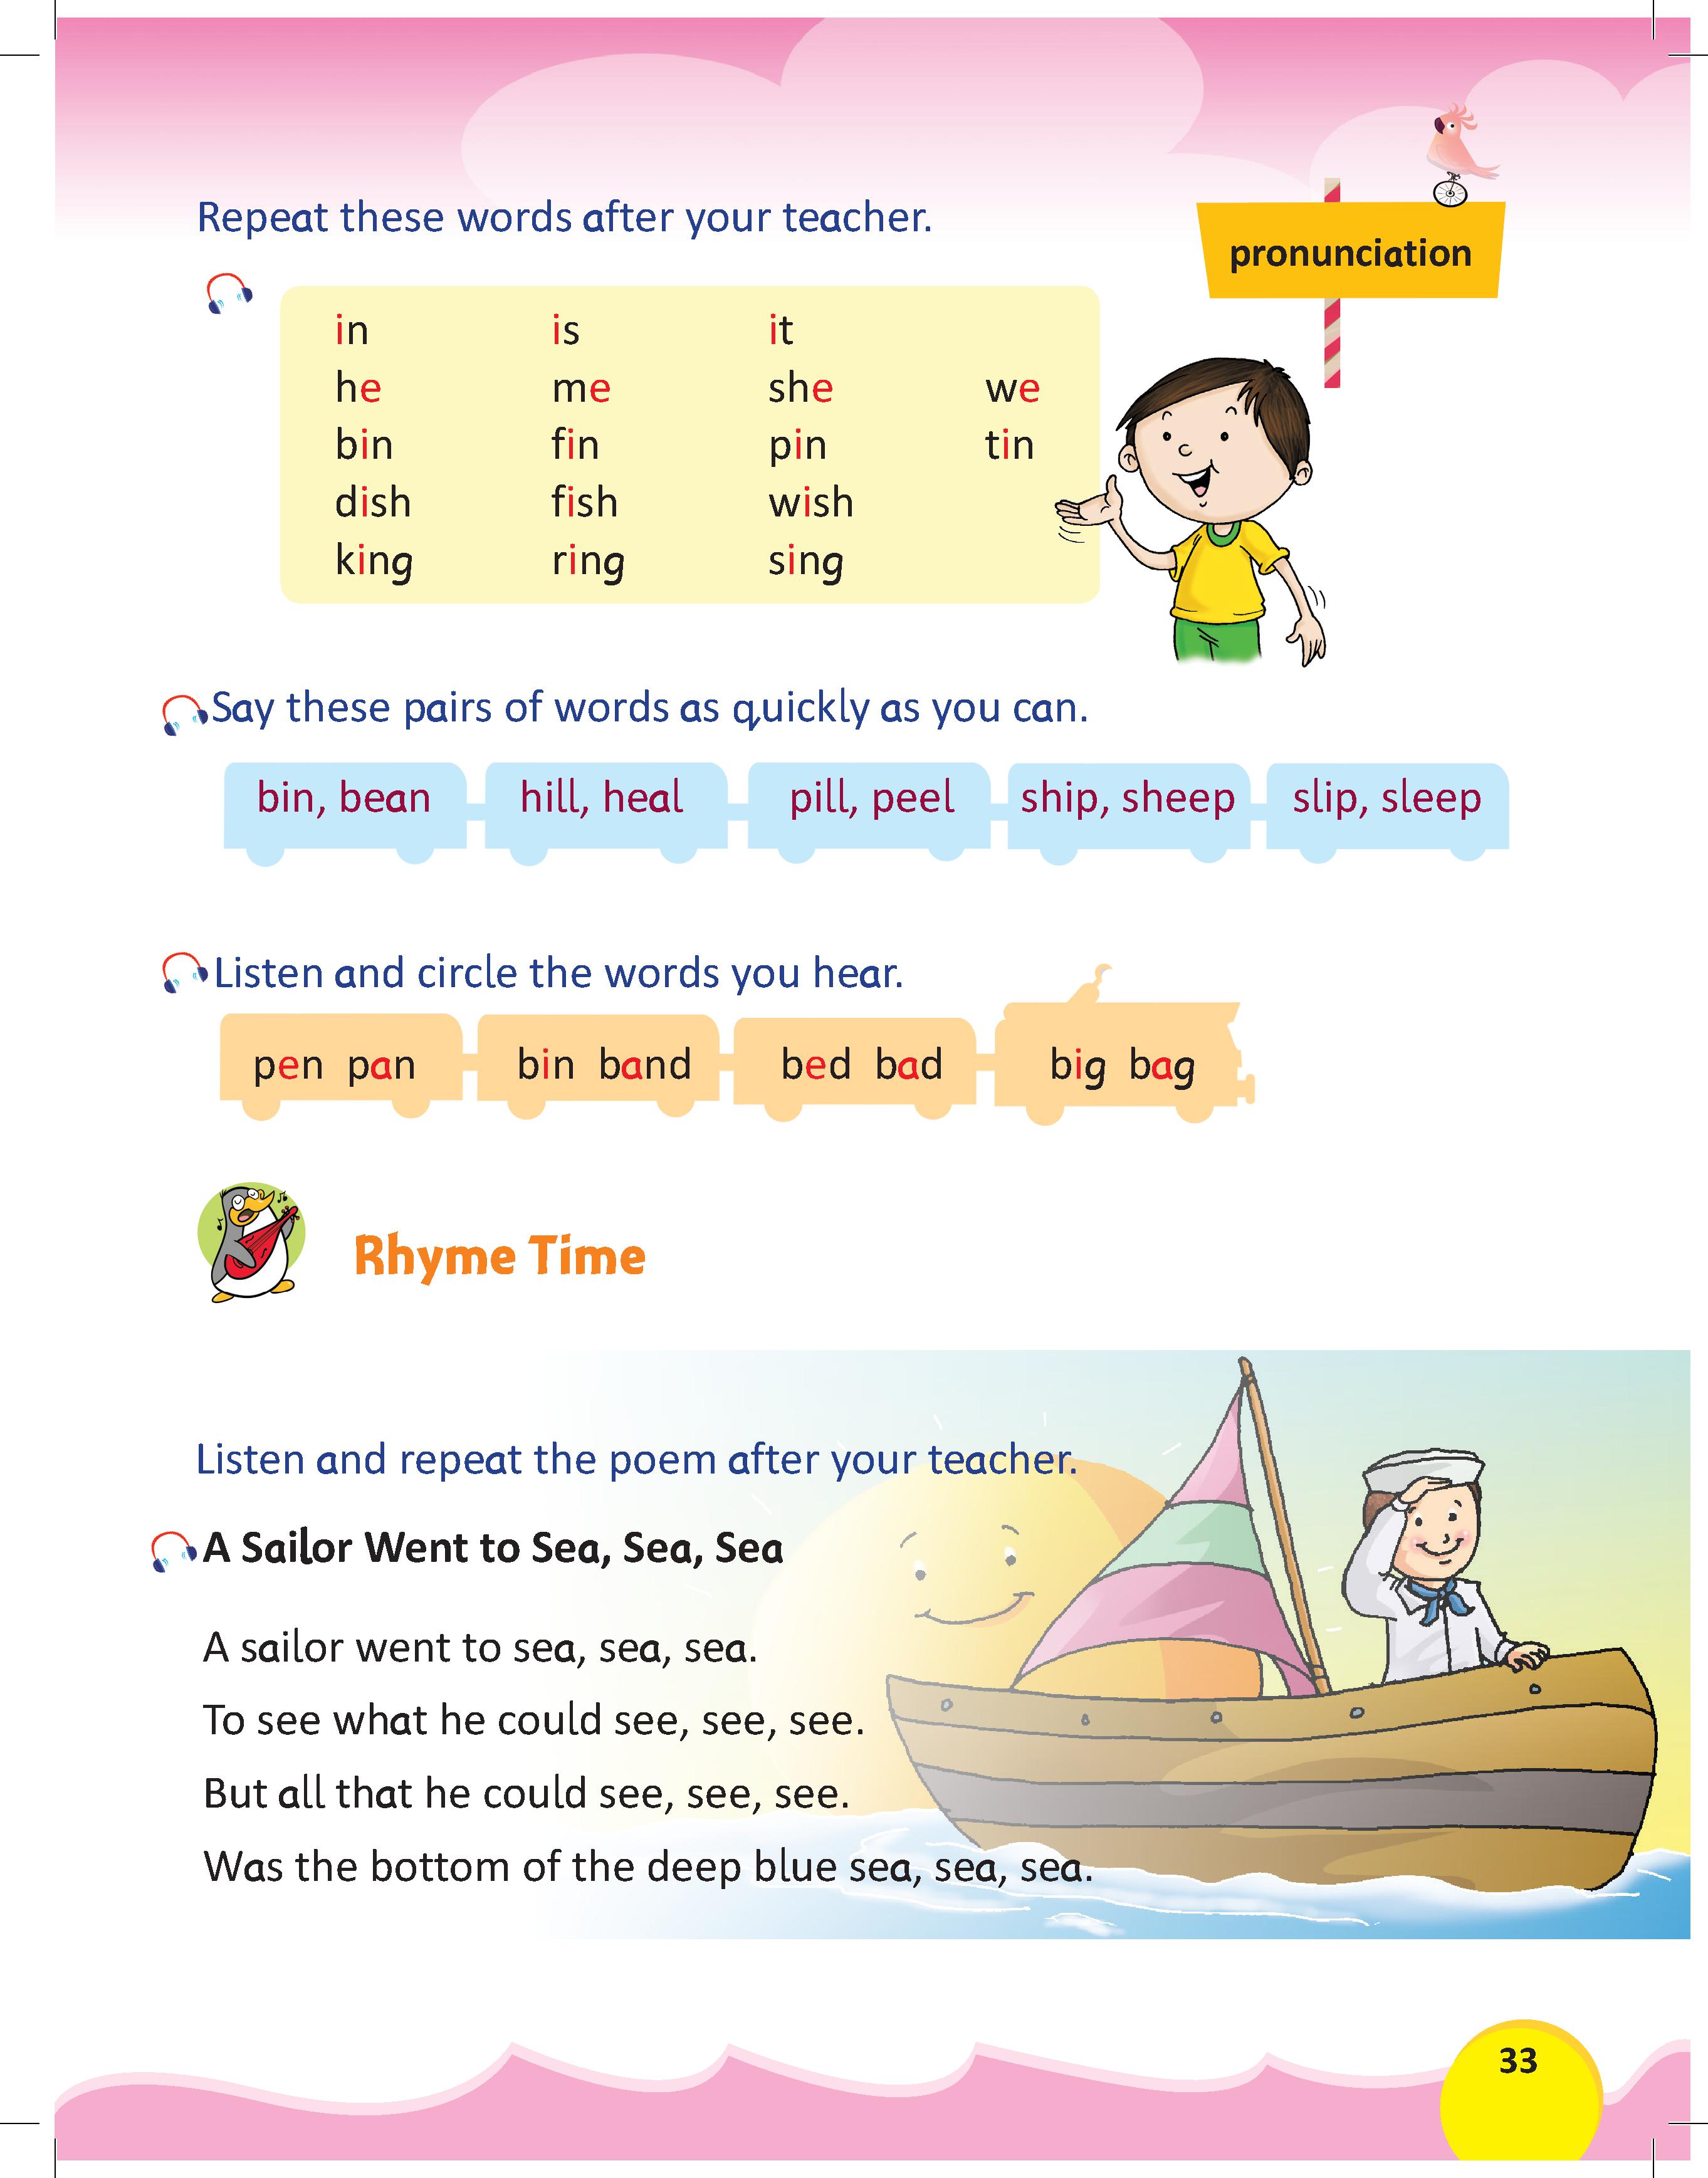 Repeat these words after your teacher.
pronunciation
in is it
he me she we
bin fin pin tin
dish fish wish
king ring sing
Say these pairs of words as quickly as you can.
bin, bean hill, heal pill, peel ship, sheep slip, sleep
Listen and circle the words you hear.
pen pan bin band bed bad big bag
Rhyme Time
Listen and repeat the poem after your teacher.
A Sailor Went to Sea, Sea, Sea
A sailor went to sea, sea, sea.
To see what he could see, see, see.
But all that he could see, see, see.
Was the bottom of the deep blue sea, sea, sea.
33